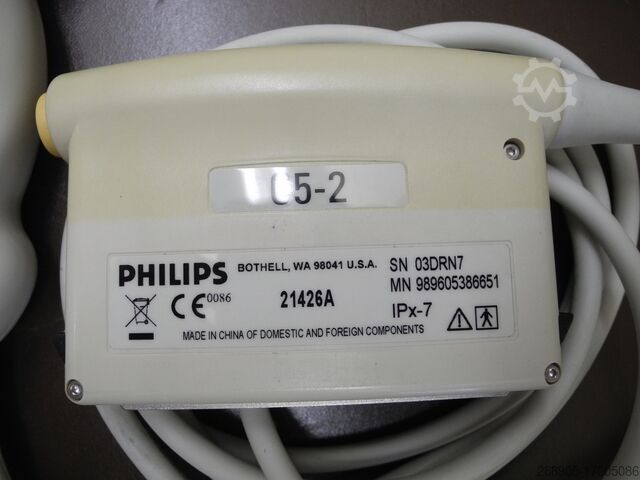 C5-2
PHILIPS BOTHELL, WA 98041 U.S.A. SN 03DRN7
MN 989605386651
CE 0086 21426A IPx-7
MADE IN CHINA OF DOMESTIC AND FOREIGN COMPONENTS